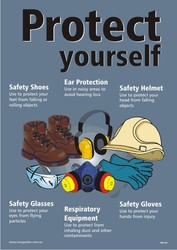 Protect
yourself
Safety Shoes
Use to protect your
feet from falling or
rolling objects
Ear Protection
Use in noisy areas to
avoid hearing loss
Safety Helmet
Use to protect your
head from falling
objects
Safety Glasses
Use to protect your
eyes from flying
particles
Respiratory
Equipment
Use to protect from
inhaling dust and other
contaminants
Safety Gloves
Use to protect your
hands from injury